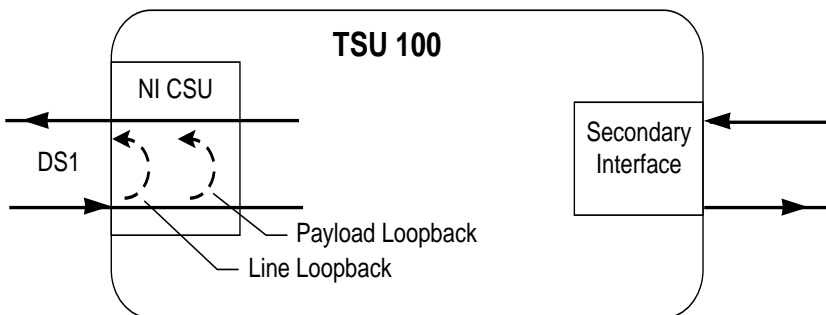 TSU 100
NI CSU
DS1
Secondary
Interface
Payload Loopback
Line Loopback